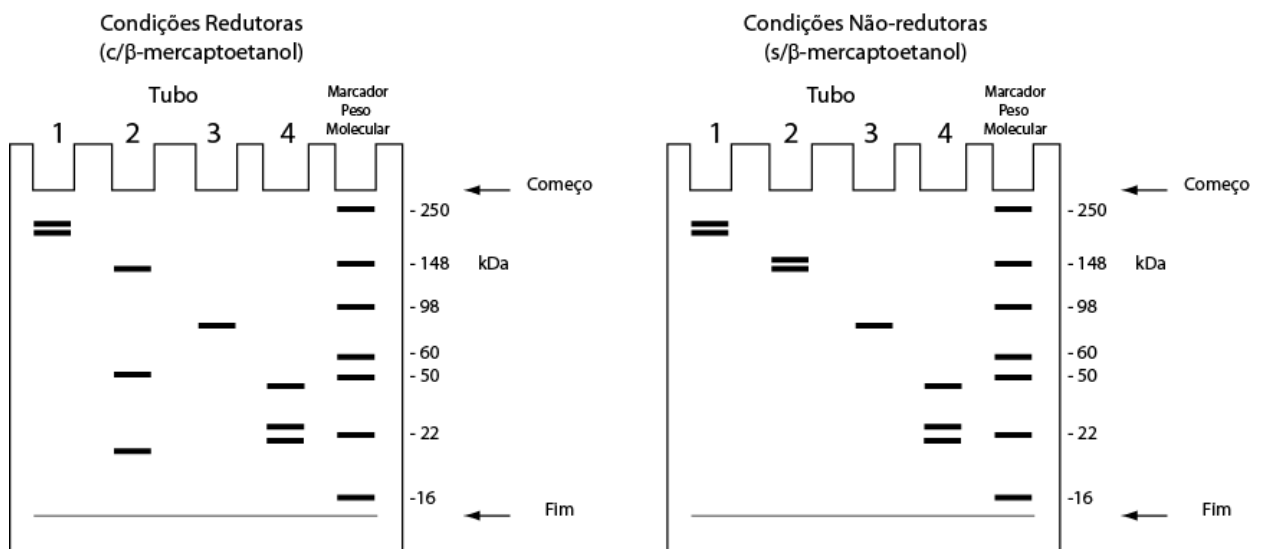 Condições Redutoras
(c/β-mercaptoetanol)
Tubo
Marcador
Peso
Molecular
1 2 3 4
Começo
- 250
- 148 kDa
- 98
- 60
- 50
- 22
-16
Fim
Condições Não-redutoras
(s/β-mercaptoetanol)
Tubo
Marcador
Peso
Molecular
1 2 3 4
Começo
- 250
- 148 kDa
- 98
- 60
- 50
- 22
-16
Fim